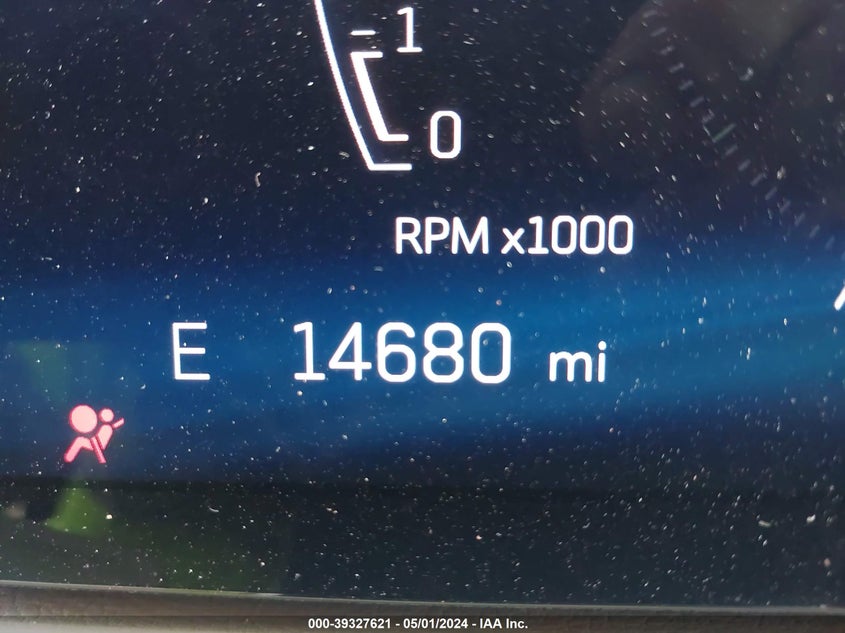 1
0
RPM x1000
E 14680 mi
000-39327621 - 05/01/2024 - IAA Inc.